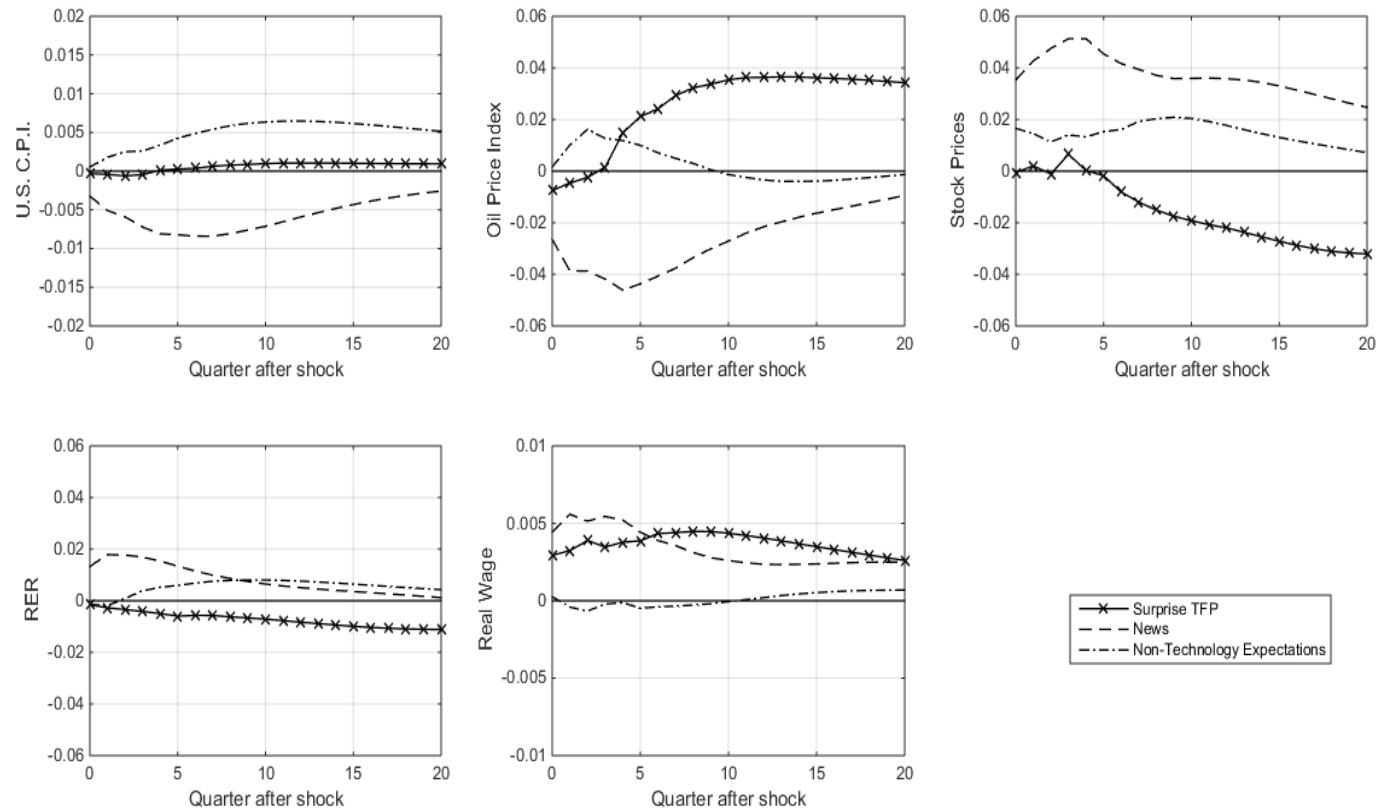 U.S. C.P.I.
0.02
0.015
0.01
0.005
0
-0.005
-0.01
-0.015
-0.02
0 5 10 15 20
Quarter after shock
Oil Price Index
0.06
0.04
0.02
0
-0.02
-0.04
-0.06
0 5 10 15 20
Quarter after shock
Stock Prices
0.06
0.04
0.02
0
-0.02
-0.04
-0.06
0 5 10 15 20
Quarter after shock
RER
0.06
0.04
0.02
0
-0.02
-0.04
-0.06
0 5 10 15 20
Quarter after shock
Real Wage
0.01
0.005
0
-0.005
-0.01
0 5 10 15 20
Quarter after shock
Surprise TFP
News
Non-Technology Expectations